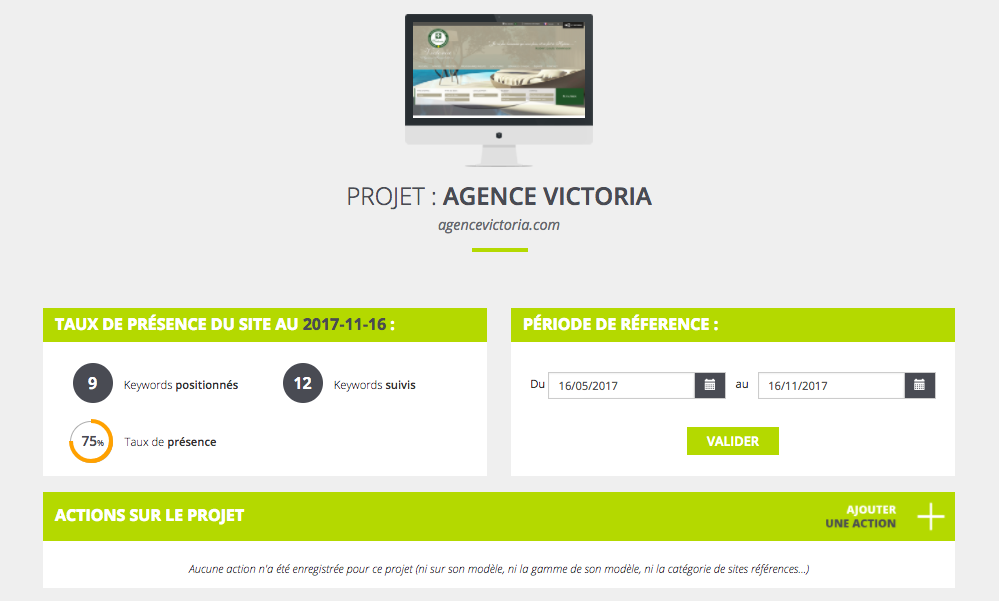 PROJET : AGENCE VICTORIA
agencevictoria.com
TAUX DE PRÉSENCE DU SITE AU 2017-11-16 :
9 Keywords positionnés
12 Keywords suivis
75% Taux de présence
PÉRIODE DE RÉFERENCE :
Du 16/05/2017 au 16/11/2017
VALIDER
ACTIONS SUR LE PROJET
AJOUTER
UNE ACTION
Aucune action n'a été enregistrée pour ce projet (ni sur son modèle, ni la gamme de son modèle, ni la catégorie de sites références...)